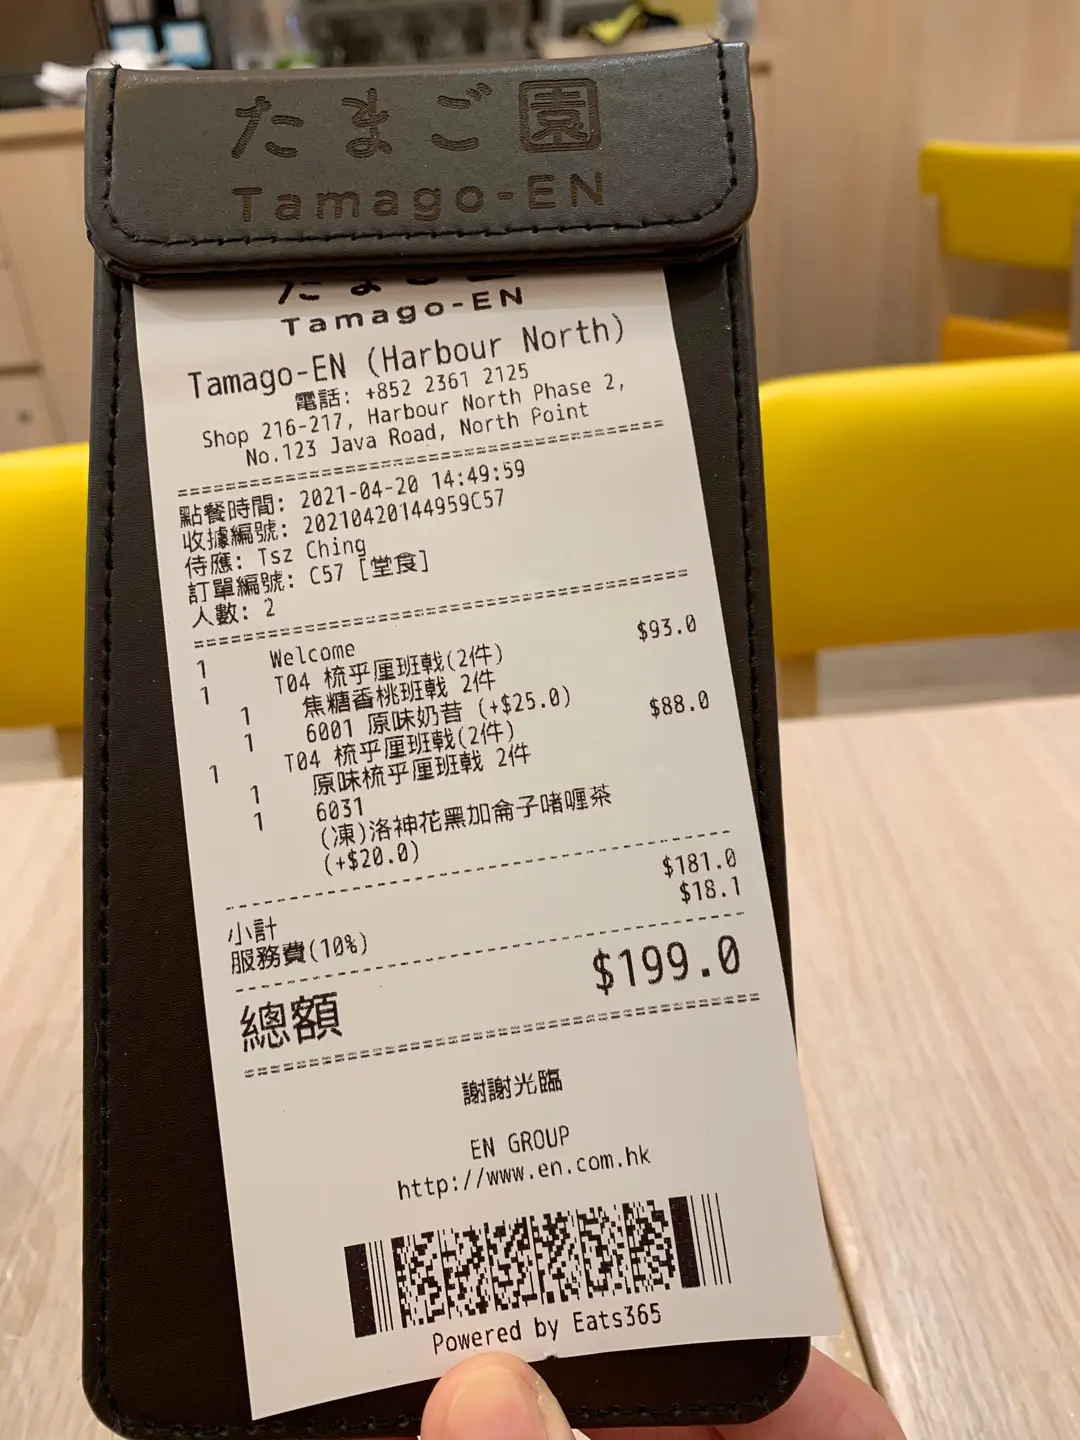 たまご園
Tamago-EN
Tamago-EN
Tamago-EN (Harbour North)
電話: +852 2361 2125
Shop 216-217, Harbour North Phase 2,
No.123 Java Road, North Point
點餐時間: 2021-04-20 14:49:59
收據編號: 20210420144959C57
侍應: Tsz Ching
訂單編號: C57 [堂食]
人數: 2
1 Welcome
1 T04 梳乎厘班戟(2件) $93.0
1 焦糖香桃班戟 2件
1 6001 原味奶昔 (+$25.0)
1 T04 梳乎厘班戟(2件) $88.0
1 原味梳乎厘班戟 2件
1 6031
(凍)洛神花黑加侖子啫喱茶
(+$20.0)
小計 $181.0
服務費(10%) $18.1
總額 $199.0
謝謝光臨
EN GROUP
http://www.en.com.hk
Powered by Eats365